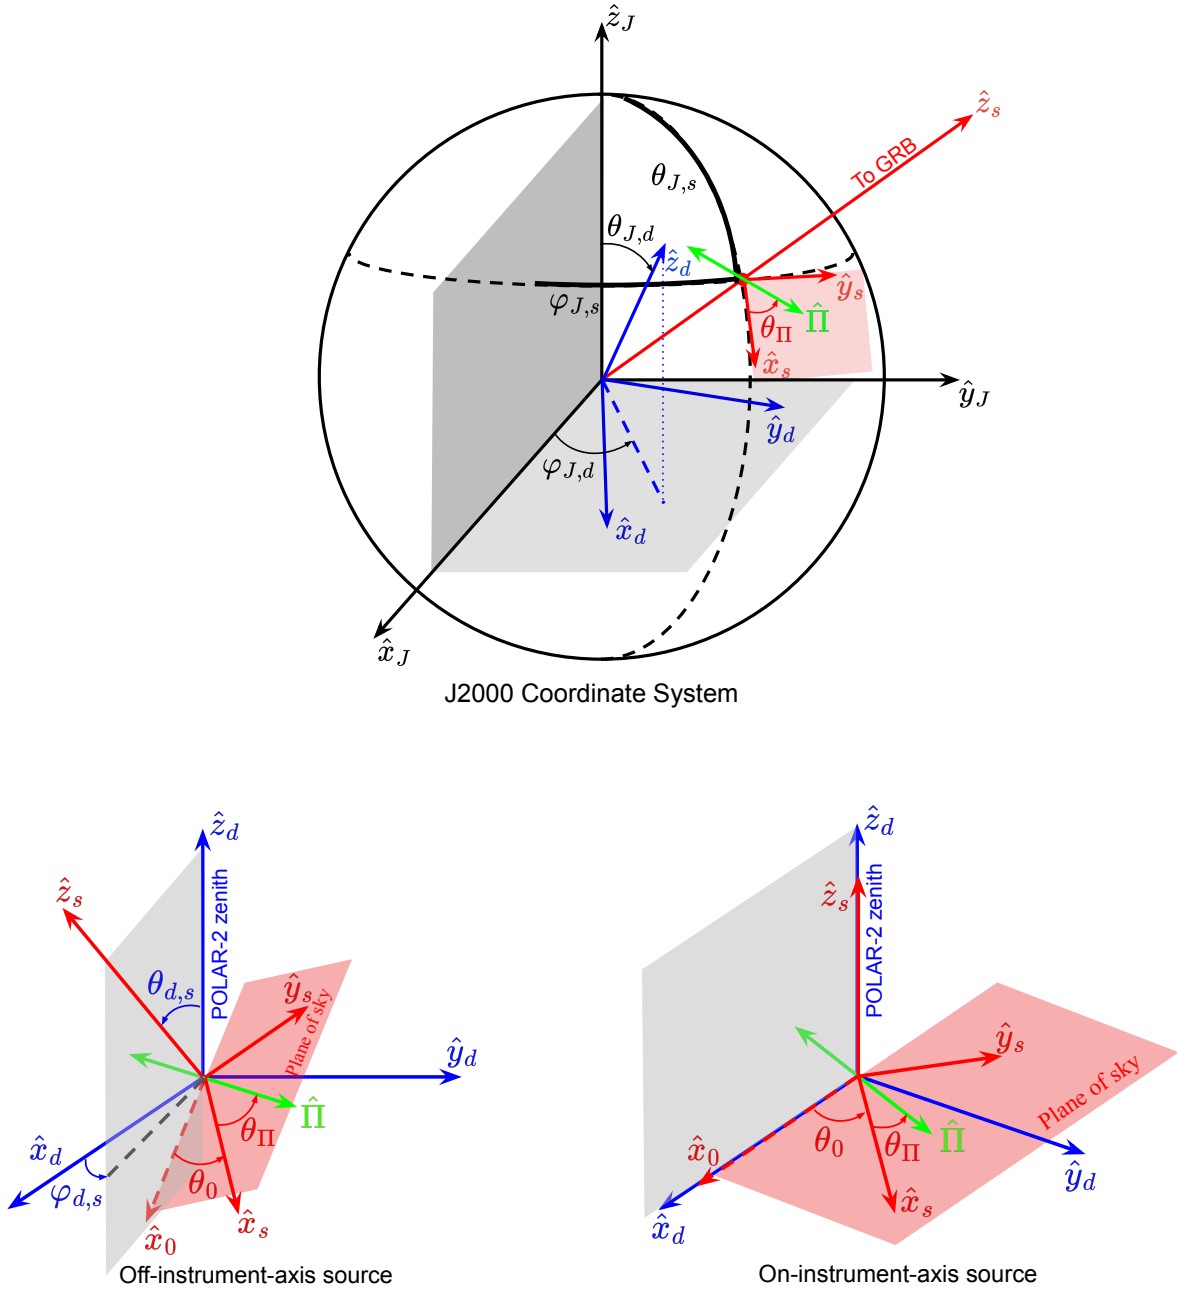 ẑ_J
ẑ_s
To GRB
θ_{J,s}
θ_{J,d}
ẑ_d
φ_{J,s}
ŷ_s
Π̂
θ_Π
x̂_s
ŷ_J
ŷ_d
φ_{J,d}
x̂_d
x̂_J
J2000 Coordinate System
ẑ_d
ẑ_s
POLAR-2 zenith
θ_{d,s}
ŷ_s
Plane of sky
ŷ_d
Π̂
θ_Π
x̂_d
φ_{d,s}
θ_0
x̂_0
x̂_s
Off-instrument-axis source
ẑ_d
ẑ_s
POLAR-2 zenith
ŷ_s
Plane of sky
Π̂
θ_0
θ_Π
x̂_0
ŷ_d
x̂_s
x̂_d
On-instrument-axis source